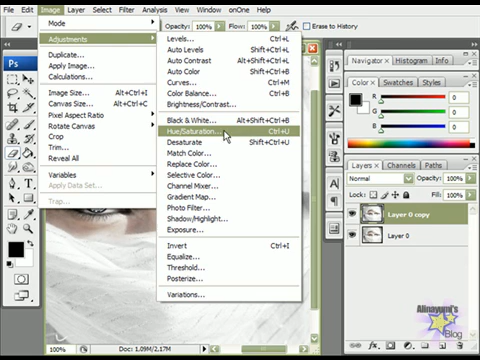 File Edit Image Layer Select Filter Analysis View Window onOne Help
Opacity: 100% Flow: 100% Erase to History
Mode
Adjustments
Duplicate...
Apply Image...
Calculations...
Image Size... Alt+Ctrl+I
Canvas Size... Alt+Ctrl+C
Pixel Aspect Ratio
Rotate Canvas
Crop
Trim...
Reveal All
Variables
Apply Data Set...
Trap...
Levels... Ctrl+L
Auto Levels Shift+Ctrl+L
Auto Contrast Alt+Shift+Ctrl+L
Auto Color Shift+Ctrl+B
Curves... Ctrl+M
Color Balance... Ctrl+B
Brightness/Contrast...
Black & White... Alt+Shift+Ctrl+B
Hue/Saturation... Ctrl+U
Desaturate Shift+Ctrl+U
Match Color...
Replace Color...
Selective Color...
Channel Mixer...
Gradient Map...
Photo Filter...
Shadow/Highlight...
Exposure...
Invert Ctrl+I
Equalize...
Threshold...
Posterize...
Variations...
Ps
Navigator Histogram Info
Color Swatches Styles
R 0
G 0
B 0
Layers Channels Paths
Normal Opacity: 100%
Lock: Fill: 100%
Layer 0 copy
Layer 0
Alinayumi's
Blog
100% Doc: 1.09M/2.17M